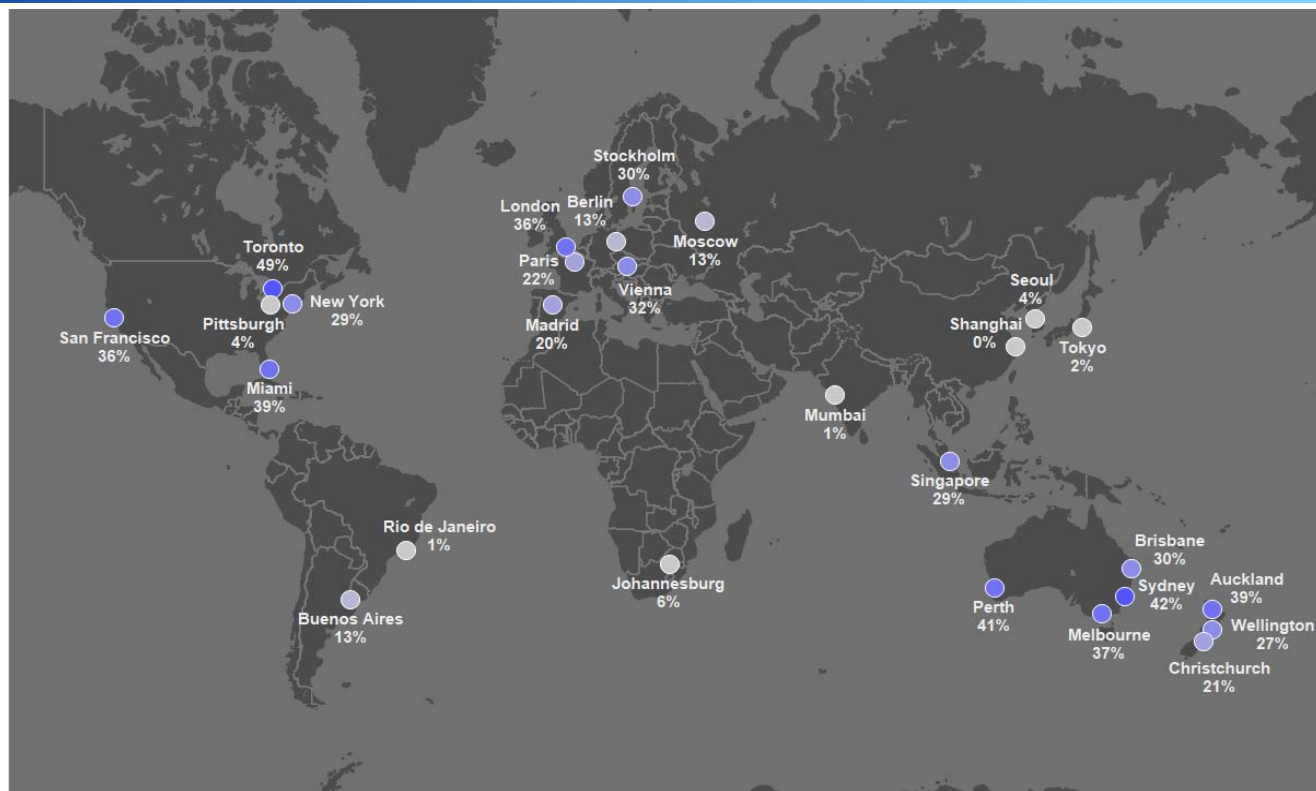 Stockholm
30%
London
36%
Berlin
13%
Moscow
13%
Paris
22%
Vienna
32%
Madrid
20%
Toronto
49%
New York
29%
Pittsburgh
4%
San Francisco
36%
Miami
39%
Seoul
4%
Shanghai
0%
Tokyo
2%
Mumbai
1%
Singapore
29%
Rio de Janeiro
1%
Buenos Aires
13%
Johannesburg
6%
Brisbane
30%
Sydney
42%
Perth
41%
Melbourne
37%
Auckland
39%
Wellington
27%
Christchurch
21%